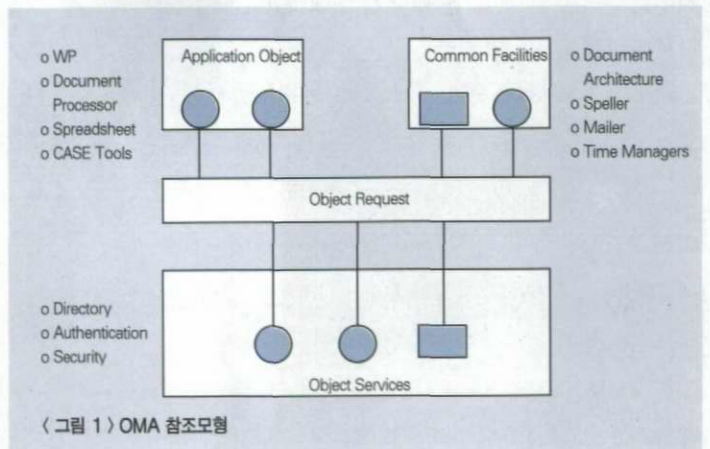 o WP
o Document
Processor
o Spreadsheet
o CASE Tools
Application Object
Common Facilities
o Document
Architecture
o Speller
o Mailer
o Time Managers
Object Request
o Directory
o Authentication
o Security
Object Services
〈 그림 1 〉 OMA 참조모형